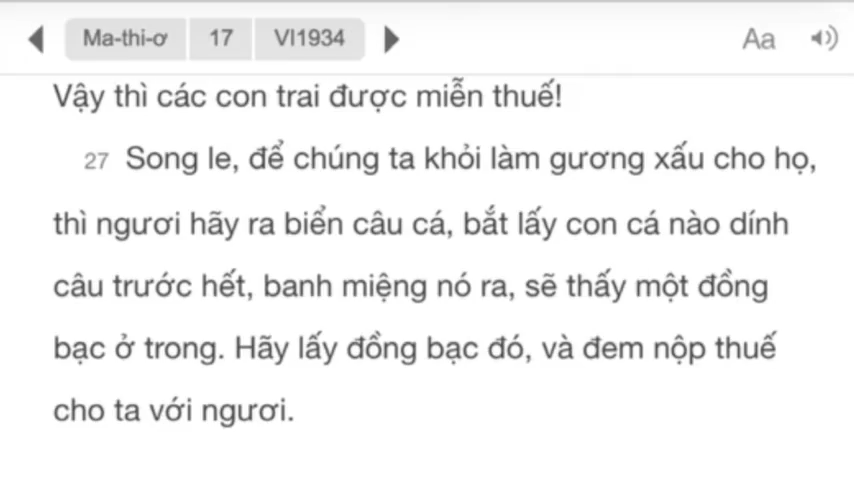 Ma-thi-ơ 17 VI1934 Aa
Vậy thì các con trai được miễn thuế!
27 Song le, để chúng ta khỏi làm gương xấu cho họ,
thì ngươi hãy ra biển câu cá, bắt lấy con cá nào dính
câu trước hết, banh miệng nó ra, sẽ thấy một đồng
bạc ở trong. Hãy lấy đồng bạc đó, và đem nộp thuế
cho ta với ngươi.